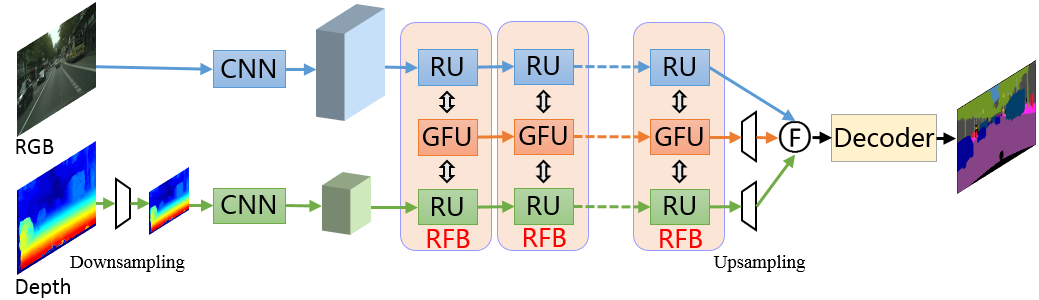 RGB
CNN
RU
RU
RU
GFU
GFU
GFU
F
Decoder
CNN
RU
RU
RU
RFB
RFB
RFB
Downsampling
Upsampling
Depth